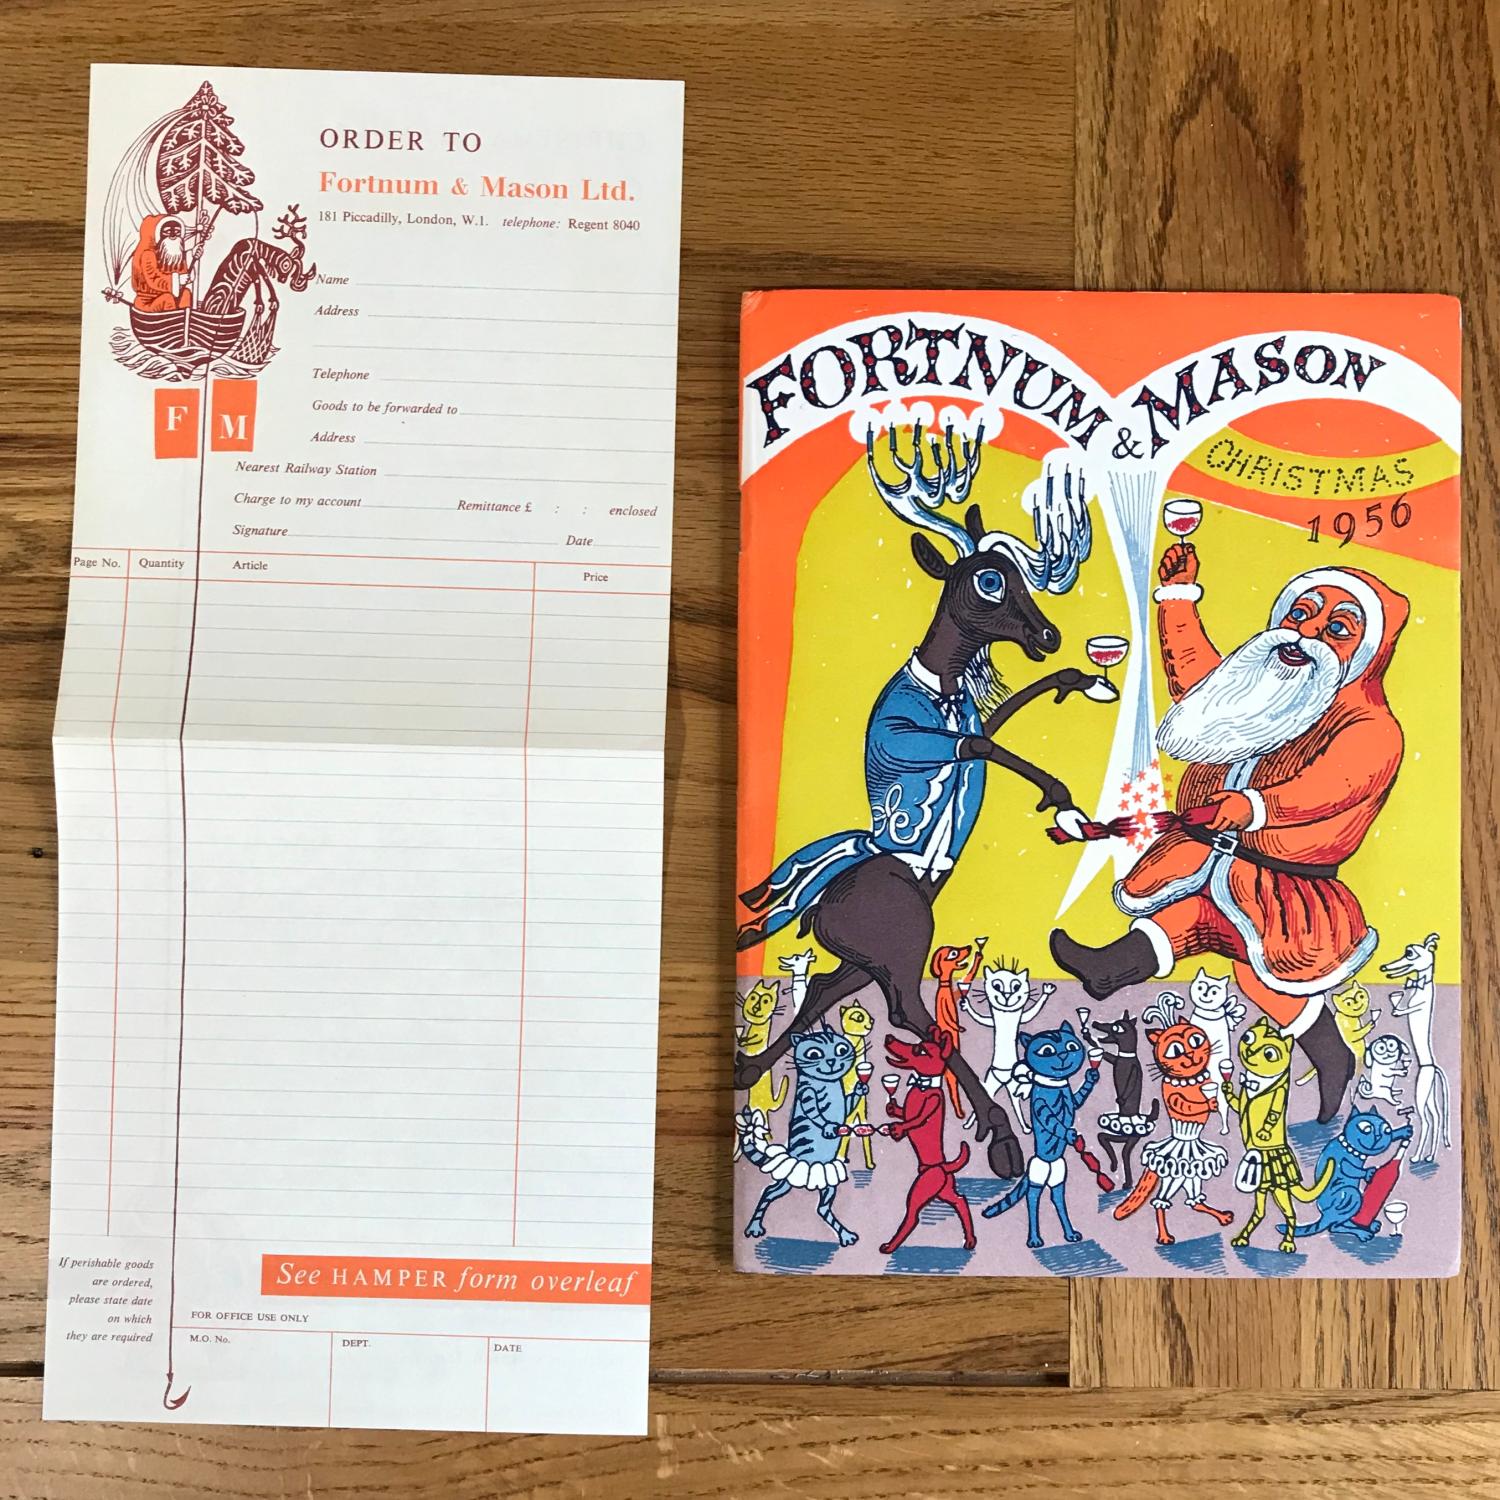 ORDER TO
Fortnum & Mason Ltd.
181 Piccadilly, London, W.1. telephone: Regent 8040
Name
Address
Telephone
Goods to be forwarded to
Address
F M
Nearest Railway Station
Charge to my account Remittance £ : : enclosed
Signature Date
Page No. Quantity Article Price
If perishable goods
are ordered,
please state date
on which
they are required
See HAMPER form overleaf
FOR OFFICE USE ONLY
M.O. No. DEPT. DATE
FORTNUM & MASON
CHRISTMAS
1956